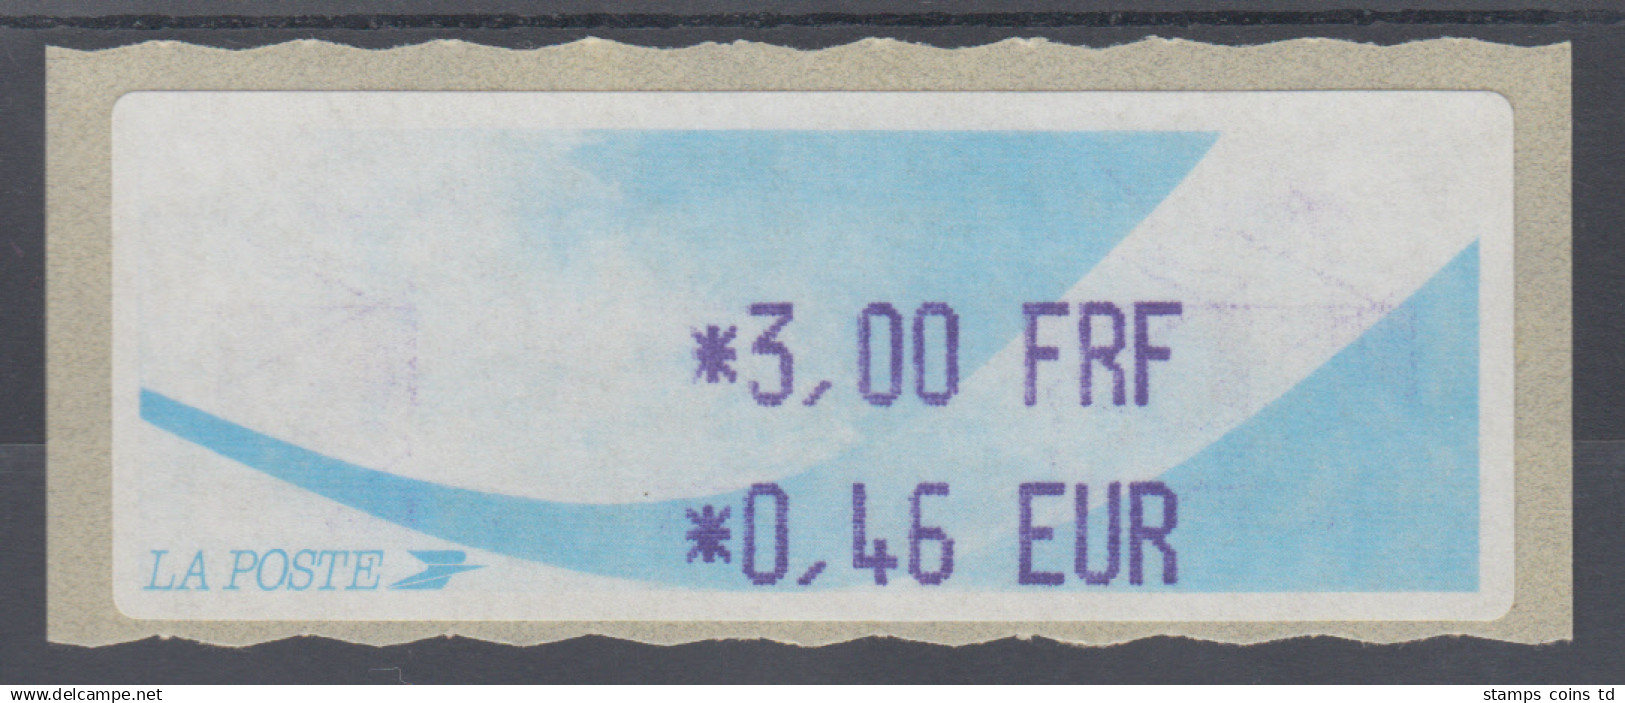 *3,00 FRF
*0,46 EUR
LA POSTE
www.delcampe.net
stamps coins td